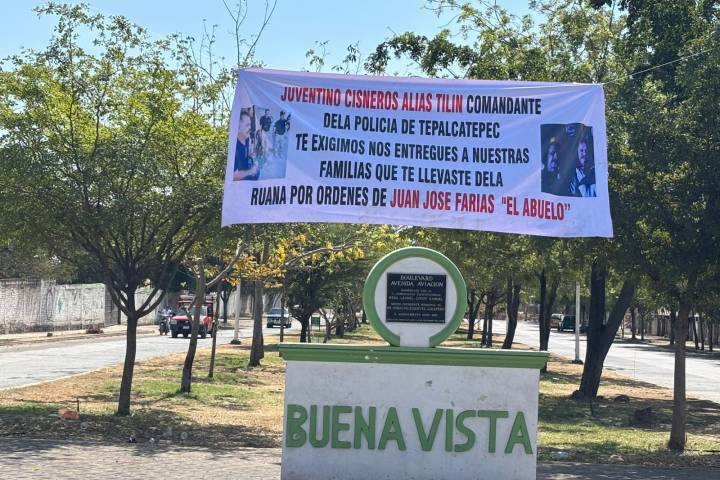 JUVENTINO CISNEROS ALIAS TILIN COMANDANTE
DELA POLICIA DE TEPALCATEPEC
TÉ EXIGIMOS NOS ENTREGUES A NUESTRAS
FAMILIAS QUE TE LLEVASTE DELA
RUANA POR ORDENES DE JUAN JOSE FARIAS "EL ABUELO"
BOULEVARD
AVENIDA AVIACION
BUENA VISTA